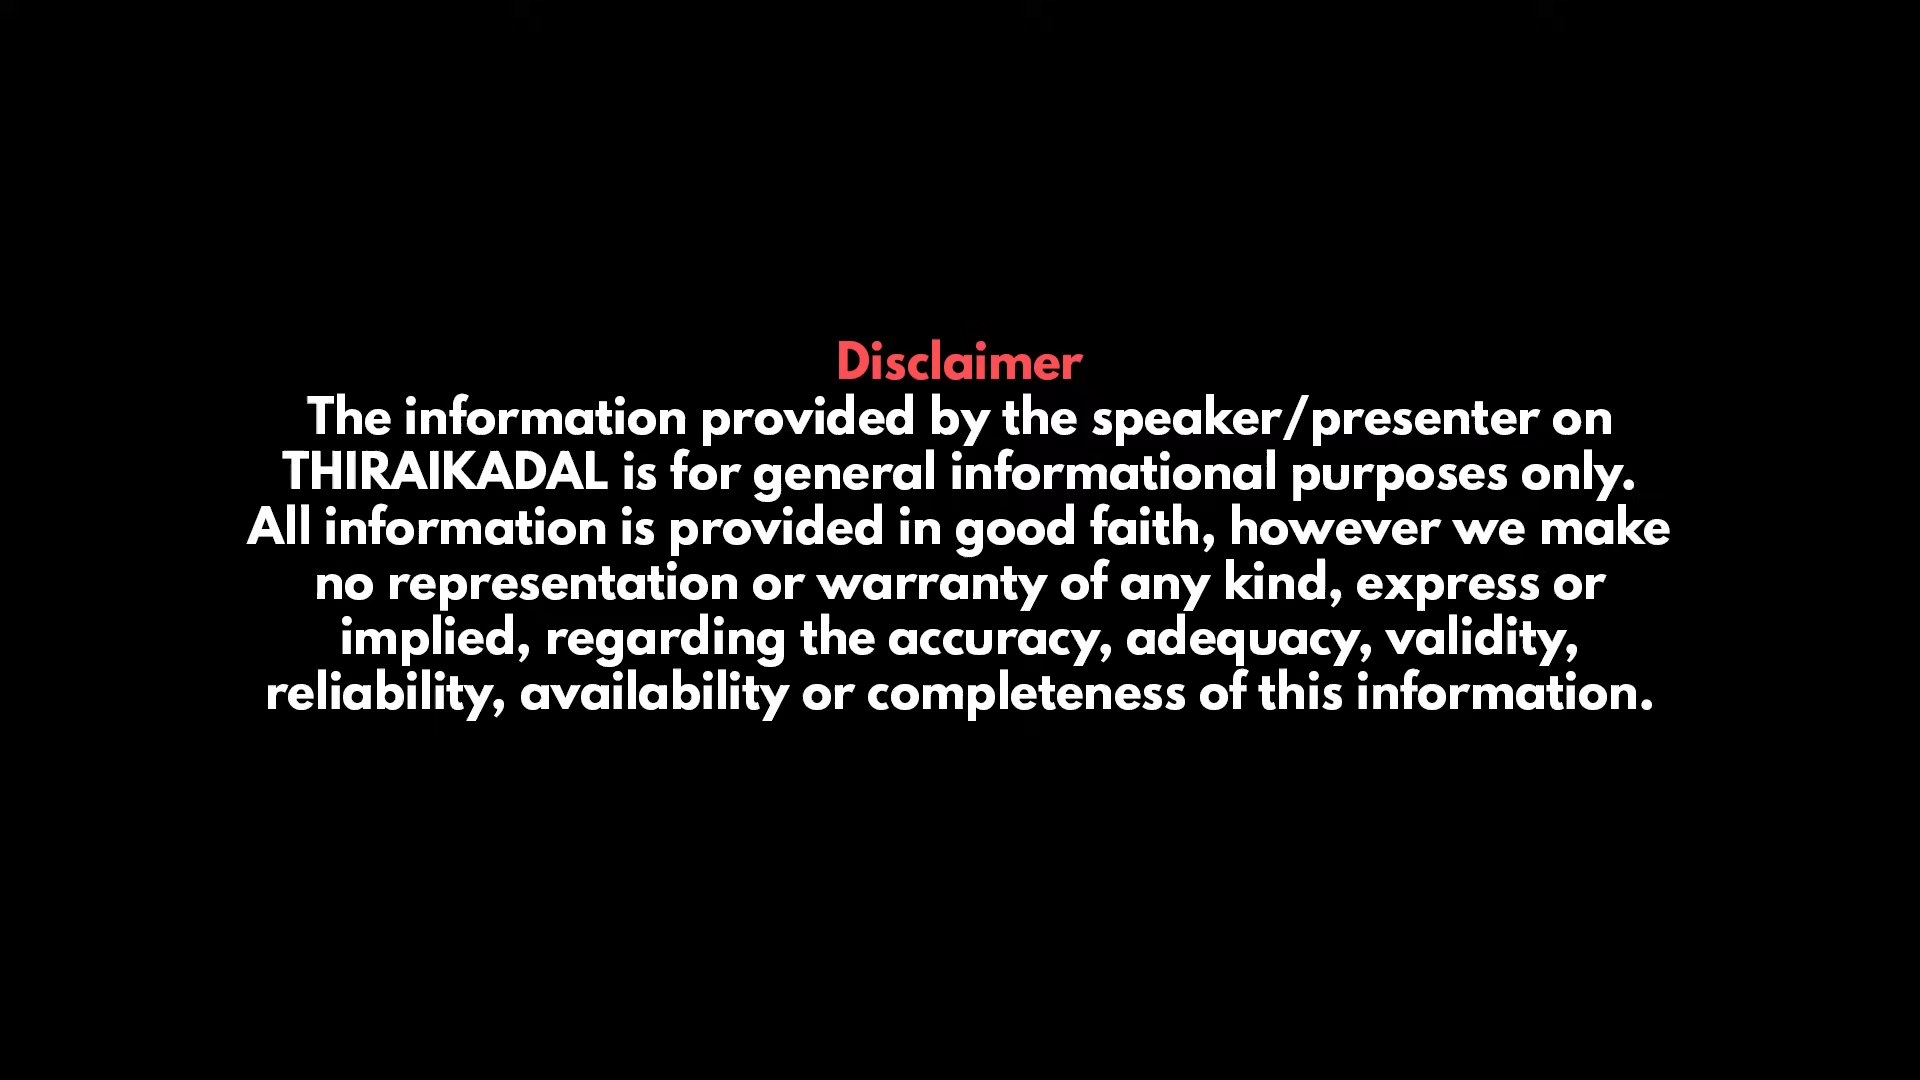 Disclaimer
The information provided by the speaker/presenter on
THIRAIKADAL is for general informational purposes only.
All information is provided in good faith, however we make
no representation or warranty of any kind, express or
implied, regarding the accuracy, adequacy, validity,
reliability, availability or completeness of this information.